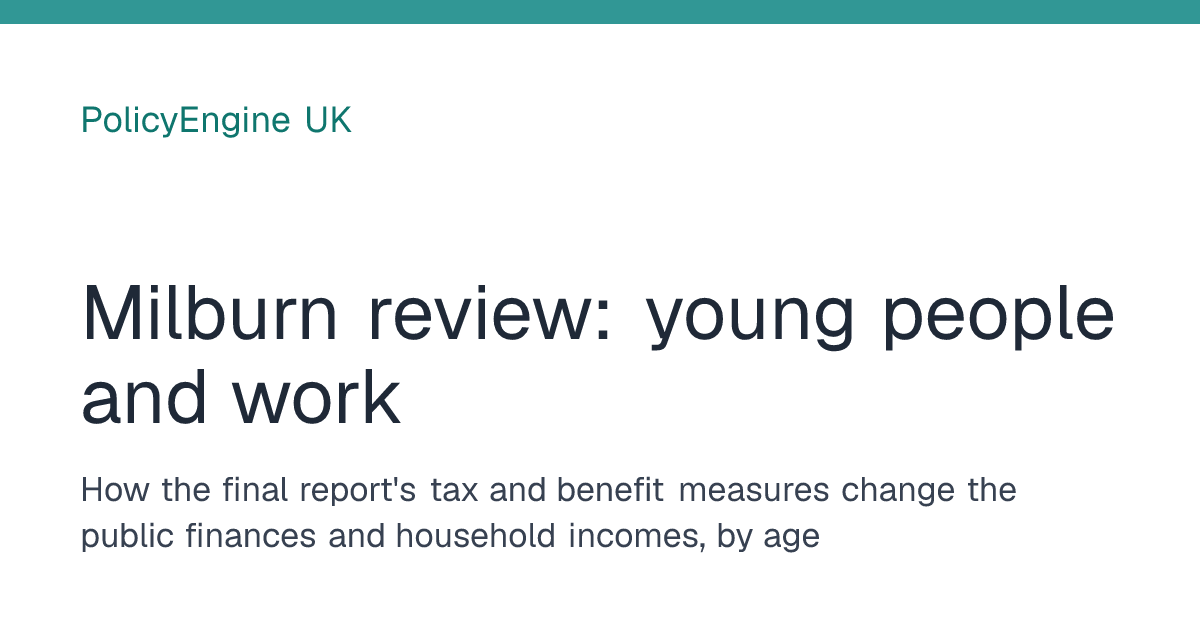 PolicyEngine UK
Milburn review: young people
and work
How the final report's tax and benefit measures change the
public finances and household incomes, by age